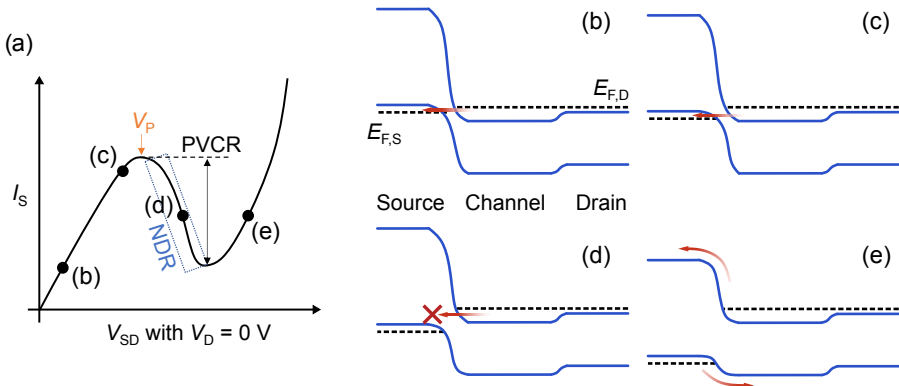 (a)
V_P
PVCR
(c)
I_S
(d)
(e)
NDR
(b)
V_SD with V_D = 0 V
(b)
E_F,D
E_F,S
Source Channel Drain
(c)
(d)
(e)